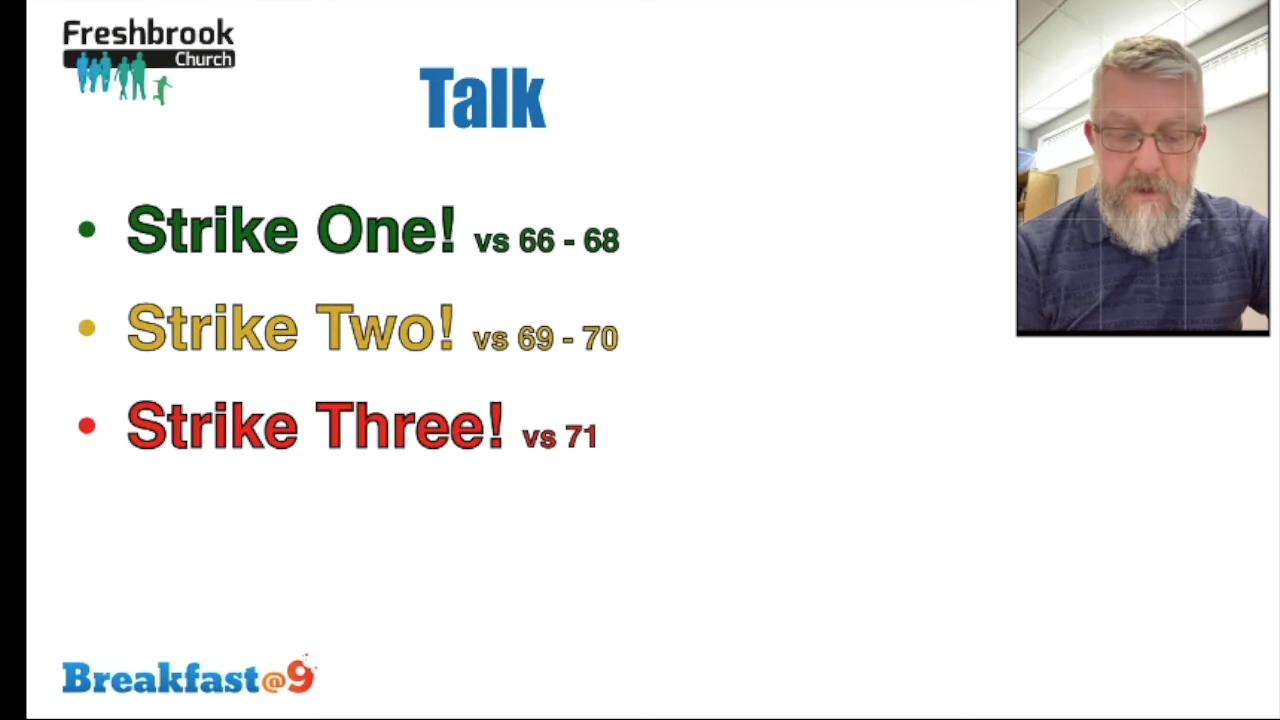 Freshbrook
Church
Talk
• Strike One! vs 66 - 68
• Strike Two! vs 69 - 70
• Strike Three! vs 71
Breakfast@9